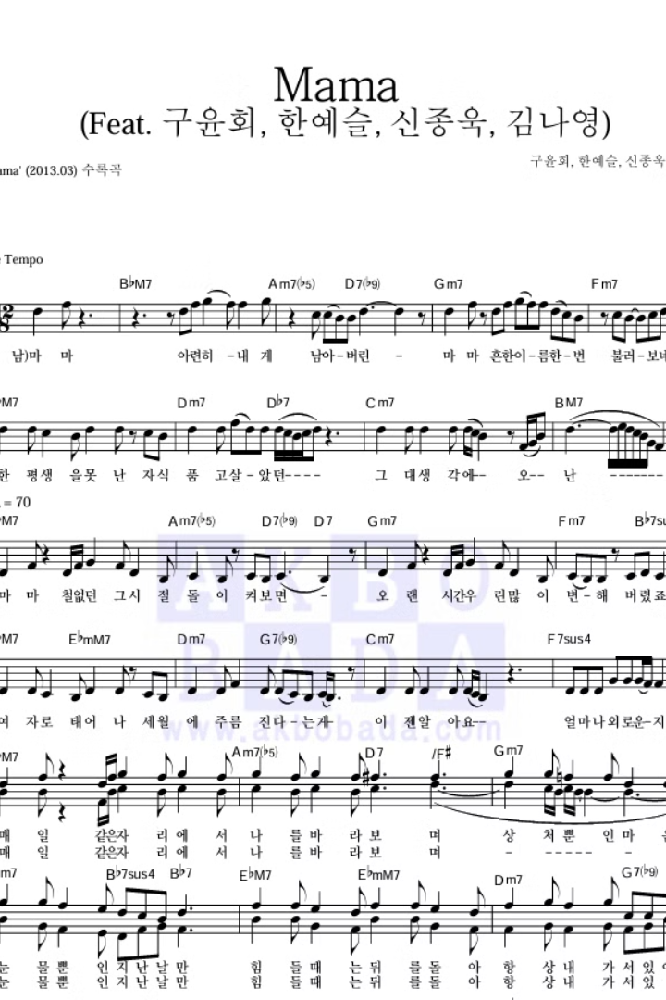 Mama
(Feat. 구윤회, 한예슬, 신종욱, 김나영)
ama' (2013.03) 수록곡
구윤회, 한예슬, 신종욱
Tempo
B♭M7 Am7(♭5) D7(♭9) Gm7 Fm7
남)마 마 아련히 - 내 게 남아-버린 - 마 마 흔한이-름한-번 불러-보네
M7 Dm7 D♭7 Cm7 BM7
한 평생 을못 난 자식 품 고살-았던---- 그 대생 각에-- 오-- 난 -------
= 70
M7 Am7(♭5) D7(♭9) D7 Gm7 Fm7 B♭7su
마 마 철없던 그시 절 돌이 켜보면 - 오 랜 시간우 린많 이 변-해 버렸죠
M7 E♭mM7 Dm7 G7(♭9) Cm7 F7sus4
여 자로 태어 나 세월 에 주름 진다-는게- 이 젠알 아요-- 얼마나외로운-지
AKBO
BADA
www.akbobada.com
M7 Am7(♭5) D7 /F# Gm7
매 일 같은자 리에 서 나 를바 라보 며 상 처뿐 인마 음
매 일 같은자 리에 서 나 를바 라보 며 - ----- -
m7 B♭7sus4 B♭7 E♭M7 E♭mM7 Dm7 G7(♭9)
눈 물뿐 인지난날만 힘 들때 는뒤 를돌 아 항 상내 가서있
눈 물뿐 인지난날만 힘 들때 는뒤 를돌 아 항 상내 가서있